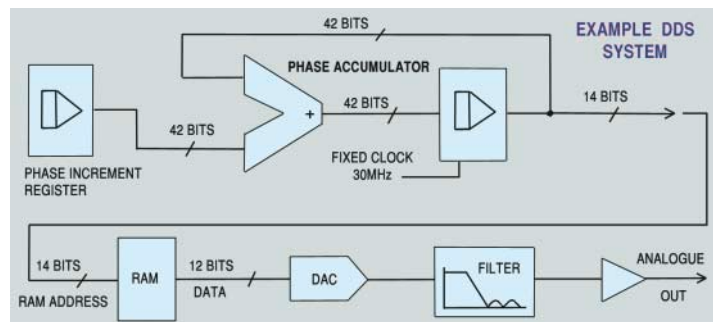 42 BITS
EXAMPLE DDS
SYSTEM
PHASE ACCUMULATOR
42 BITS
14 BITS
+
42 BITS
FIXED CLOCK
30MHz
PHASE INCREMENT
REGISTER
14 BITS
RAM ADDRESS
RAM
12 BITS
DATA
DAC
FILTER
ANALOGUE
OUT